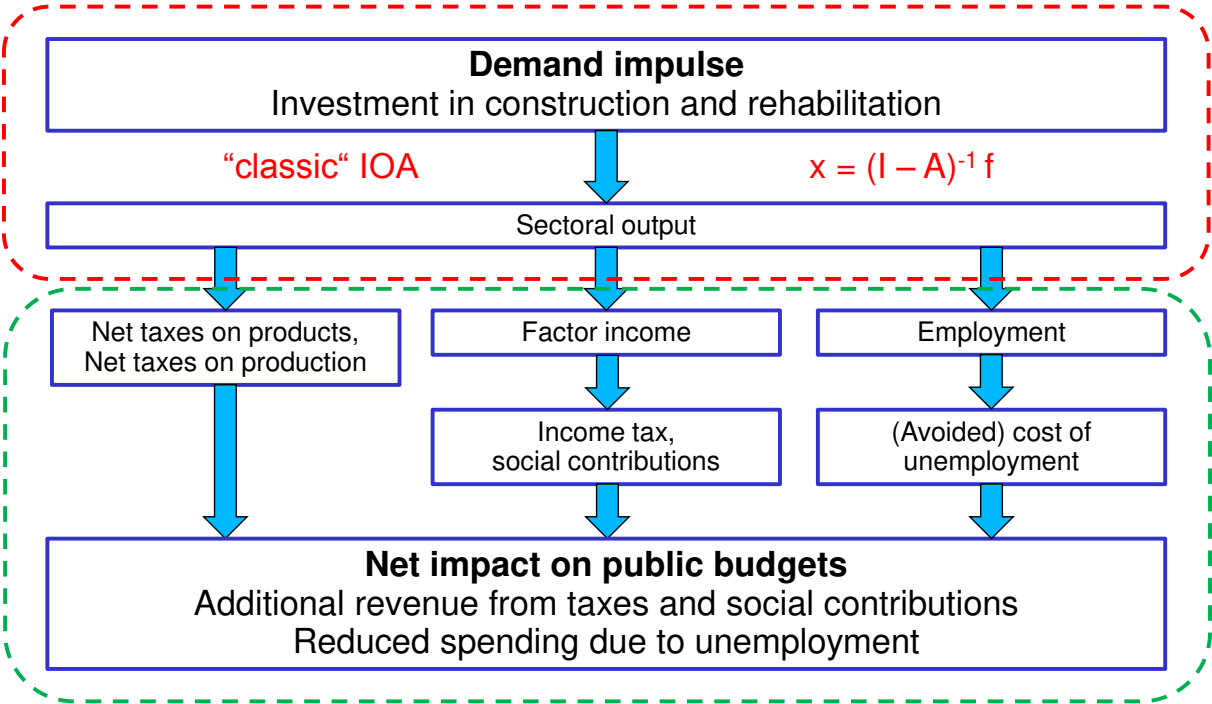 Demand impulse
Investment in construction and rehabilitation
“classic“ IOA
x = (I – A)⁻¹ f
Sectoral output
Net taxes on products,
Net taxes on production
Factor income
Employment
Income tax,
social contributions
(Avoided) cost of
unemployment
Net impact on public budgets
Additional revenue from taxes and social contributions
Reduced spending due to unemployment